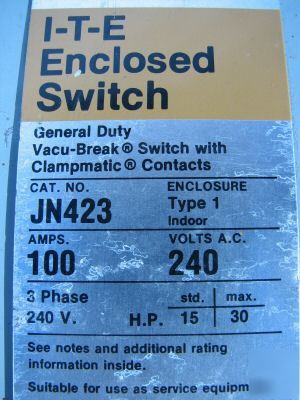 I-T-E
Enclosed
Switch
General Duty
Vacu-Break® Switch with
Clampmatic® Contacts
CAT. NO. ENCLOSURE
JN423 Type 1
Indoor
AMPS. VOLTS A.C.
100 240
3 Phase std. max.
240 V. H.P. 15 30
See notes and additional rating
information inside.
Suitable for use as service equipm